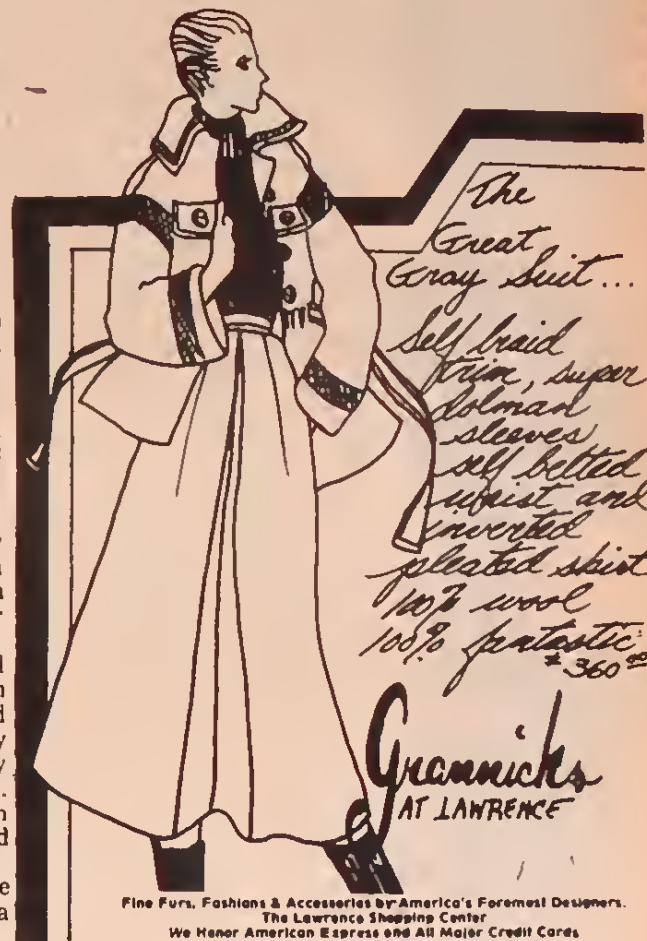 The
Great
Gray Suit...
Self braid
trim, super
dolman
sleeves
self belted
waist and
inverted
pleated skirt
100% wool
100% fantastic
$360.00
Grannicks
AT LAWRENCE
Fine Furs, Fashions & Accessories by America's Foremost Designers.
The Lawrence Shopping Center
We Honor American Express and All Major Credit Cards